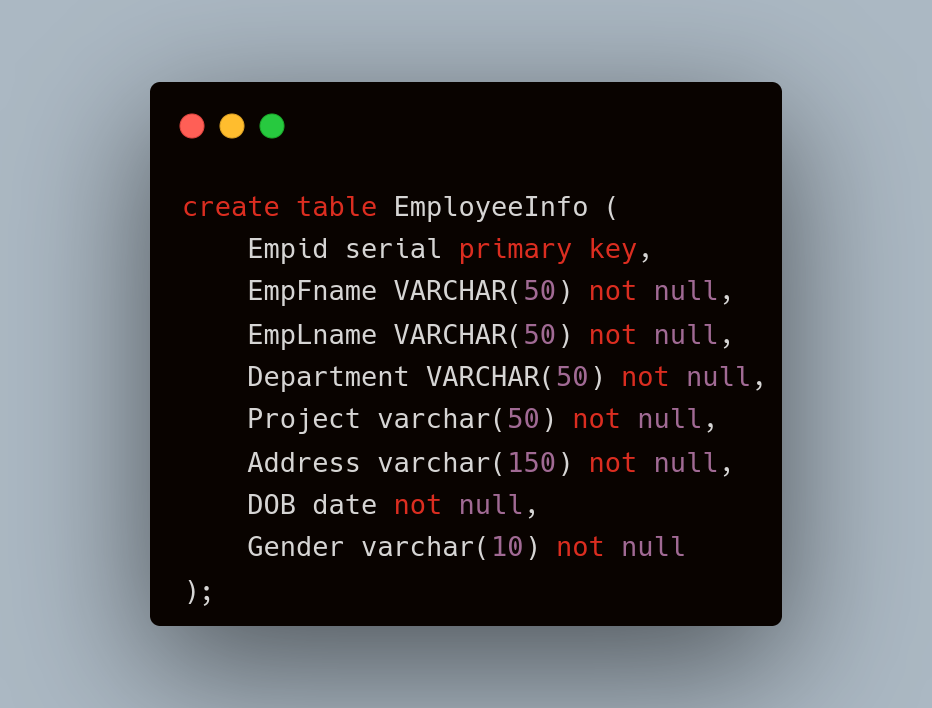 create table EmployeeInfo (
    Empid serial primary key,
    EmpFname VARCHAR(50) not null,
    EmpLname VARCHAR(50) not null,
    Department VARCHAR(50) not null,
    Project varchar(50) not null,
    Address varchar(150) not null,
    DOB date not null,
    Gender varchar(10) not null
);